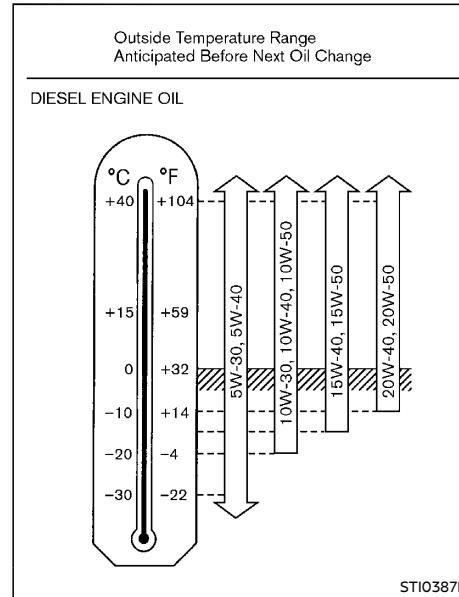 Outside Temperature Range
Anticipated Before Next Oil Change
DIESEL ENGINE OIL
°C °F
+40 +104
+15 +59
0 +32
−10 +14
−20 −4
−30 −22
5W-30, 5W-40
10W-30, 10W-40, 10W-50
15W-40, 15W-50
20W-40, 20W-50